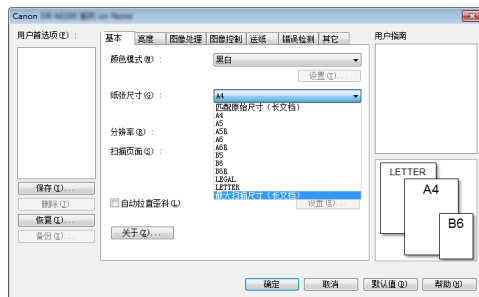 Canon on None
用户首选项(P) :
保存(I)...
删除(J)
恢复(T)...
备份(X)...
基本 亮度 图像处理 图像控制 送纸 错误检测 其它
颜色模式(M) :
黑白
设置(T)...
纸张尺寸(G) :
A4
匹配原始尺寸（长文档）
A4
A5
A5R
A6
A6R
B5
B6
B6R
LEGAL
LETTER
最大扫描尺寸（长文档）
分辨率(R) :
扫描页面(S) :
自动拉直歪斜(L)
设置(E)...
关于(Z)...
用户指南
LETTER
A4
B6
确定
取消
默认值(D)
帮助(H)